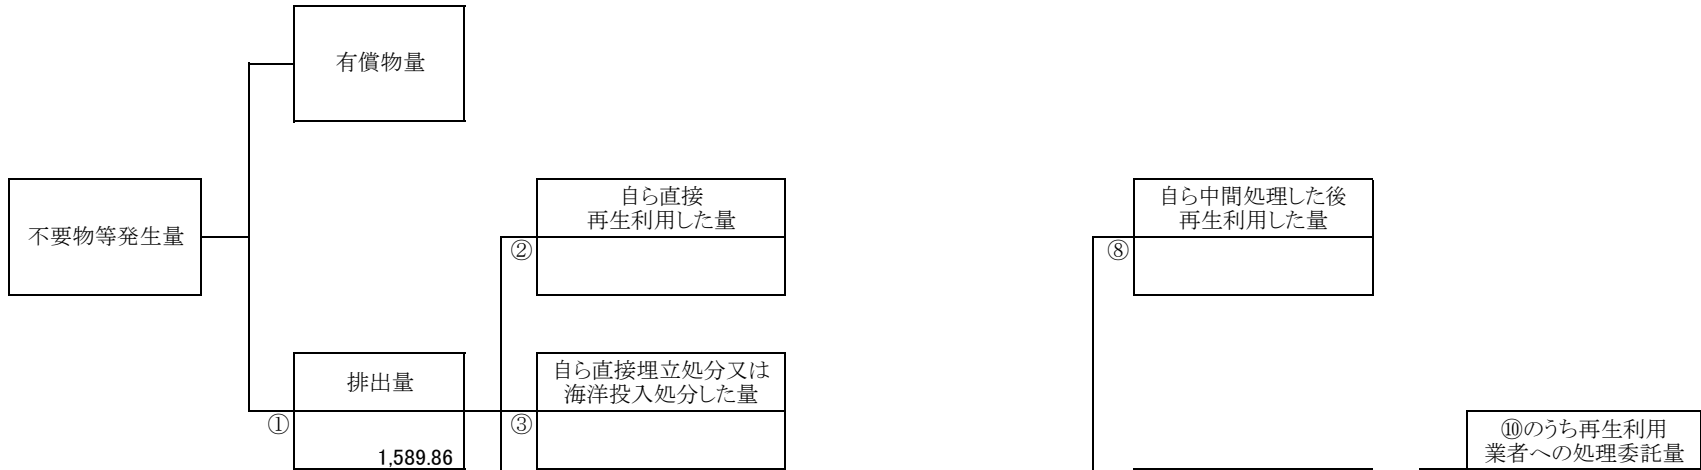 有償物量
不要物等発生量
自ら直接
再生利用した量
②
自ら中間処理した後
再生利用した量
⑧
排出量
①
1,589.86
自ら直接埋立処分又は
海洋投入処分した量
③
⑩のうち再生利用
業者への処理委託量